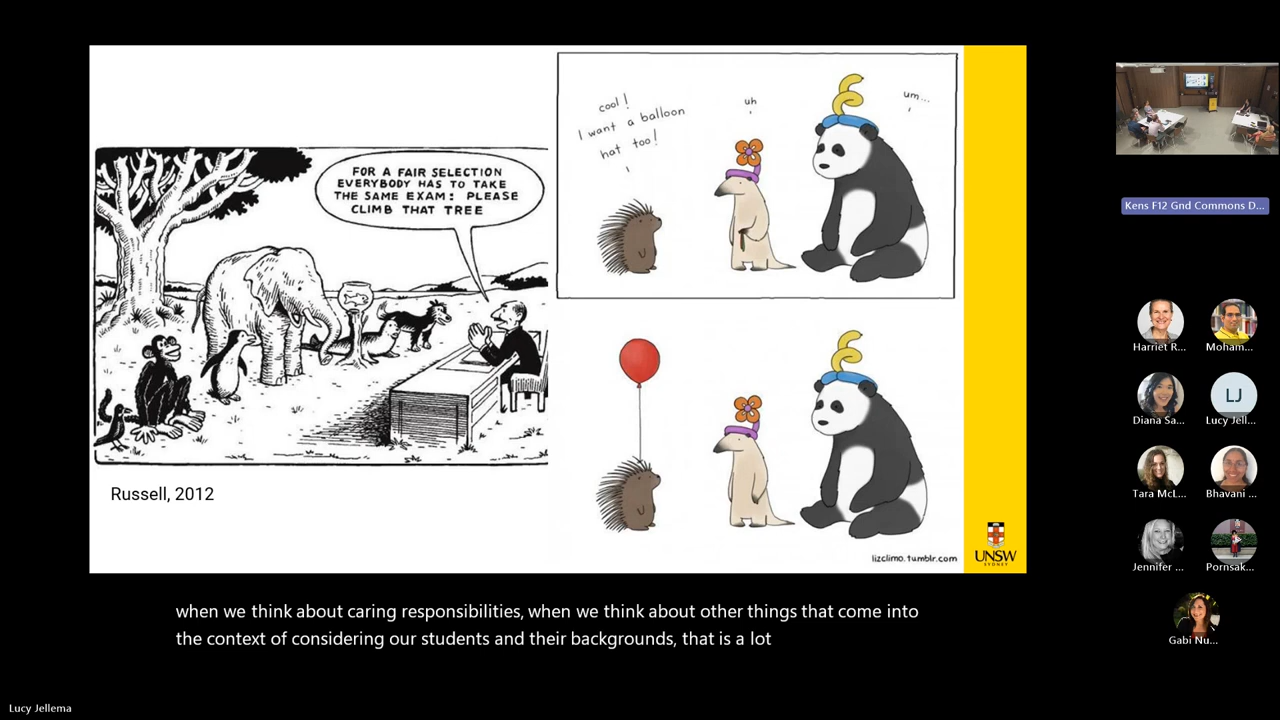 FOR A FAIR SELECTION
EVERYBODY HAS TO TAKE
THE SAME EXAM: PLEASE
CLIMB THAT TREE
Russell, 2012
cool!
I want a balloon
hat too!
uh
um...
lizclimo.tumblr.com
UNSW
SYDNEY
Kens F12 Gnd Commons D...
Harriet R...
Moham...
Diana Sa...
LJ
Lucy Jell...
Tara McL...
Bhavani ...
Jennifer ...
Pornsak...
Gabi Nu...
when we think about caring responsibilities, when we think about other things that come into
the context of considering our students and their backgrounds, that is a lot
Lucy Jellema